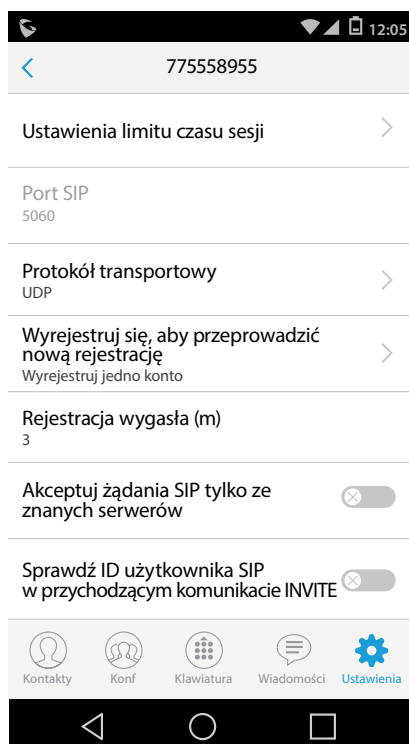 12:05
775558955
Ustawienia limitu czasu sesji
Port SIP
5060
Protokół transportowy
UDP
Wyrejestruj się, aby przeprowadzić
nową rejestrację
Wyrejestruj jedno konto
Rejestracja wygasła (m)
3
Akceptuj żądania SIP tylko ze
znanych serwerów
Sprawdź ID użytkownika SIP
w przychodzącym komunikacie INVITE
Kontakty Konf Klawiatura Wiadomości Ustawienia